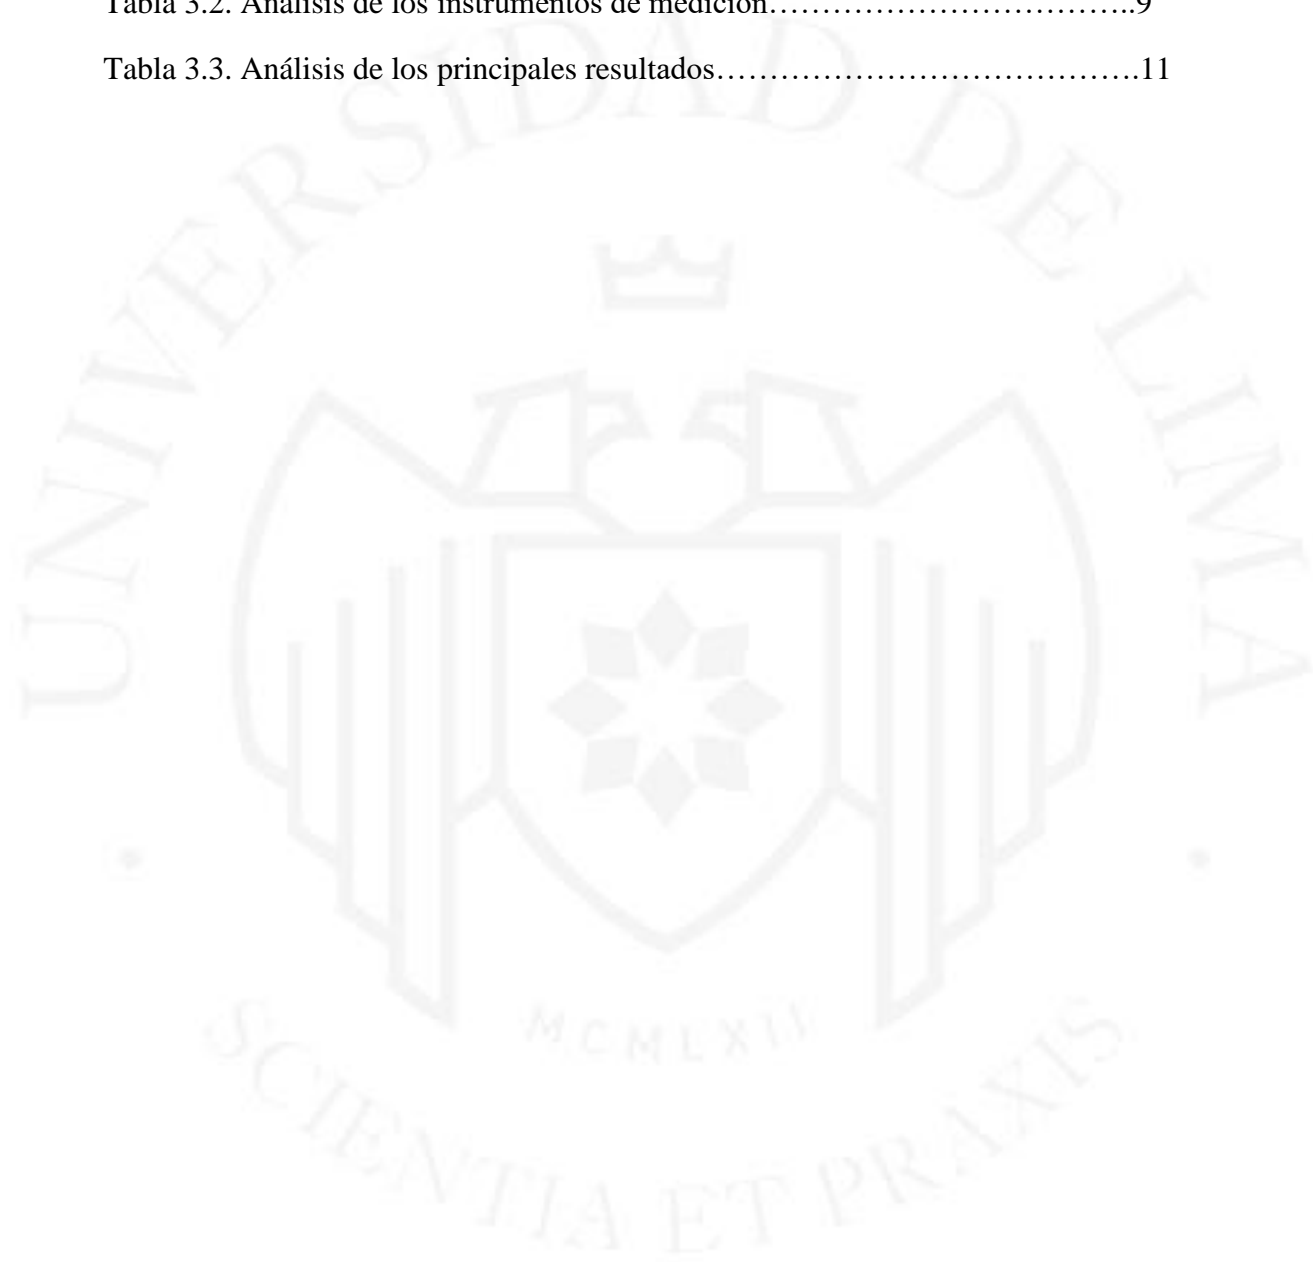 Tabla 3.2. Análisis de los instrumentos de medición……………………………..9
Tabla 3.3. Análisis de los principales resultados………………………………….11
UNIVERSIDAD DE LIMA
MCMLXII
SCIENTIA ET PRAXIS